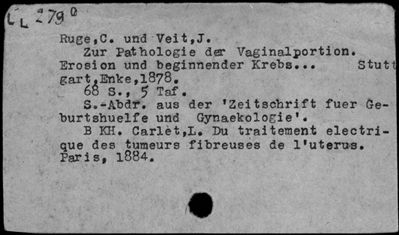 LL 279 a
Ruge,C. und Veit,J.
Zur Pathologie der Vaginalportion.
Erosion und beginnender Krebs... Stutt
gart,Enke,1878.
68 S., 5 Taf.
S.-Abdr. aus der 'Zeitschrift fuer Ge-
burtshuelfe und Gynaekologie'.
B KH. Carlet,L. Du traitement electri-
que des tumeurs fibreuses de l'uterus.
Paris, 1884.